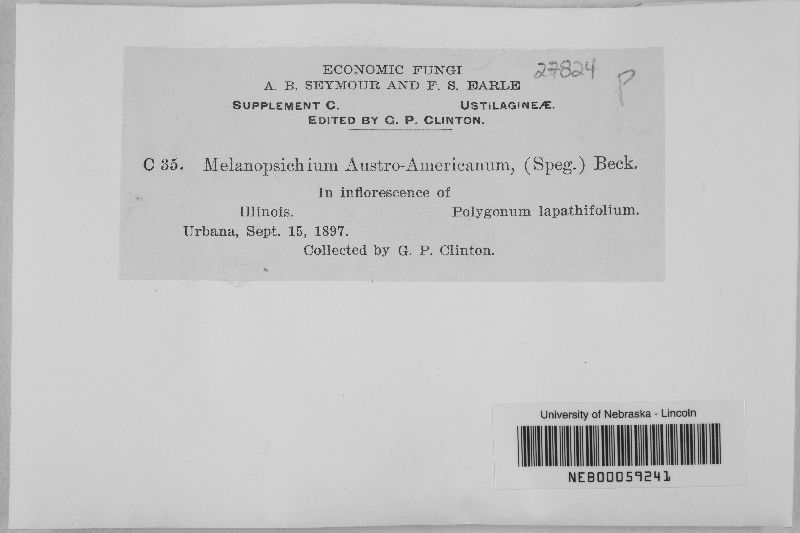 ECONOMIC FUNGI
27824 P
A. B. SEYMOUR AND F. S. EARLE
SUPPLEMENT C. USTILAGINEÆ.
EDITED BY G. P. CLINTON.
C 35. Melanopsichium Austro-Americanum, (Speg.) Beck.
In inflorescence of
Illinois. Polygonum lapathifolium.
Urbana, Sept. 15, 1897.
Collected by G. P. Clinton.
University of Nebraska - Lincoln
NEB00059241